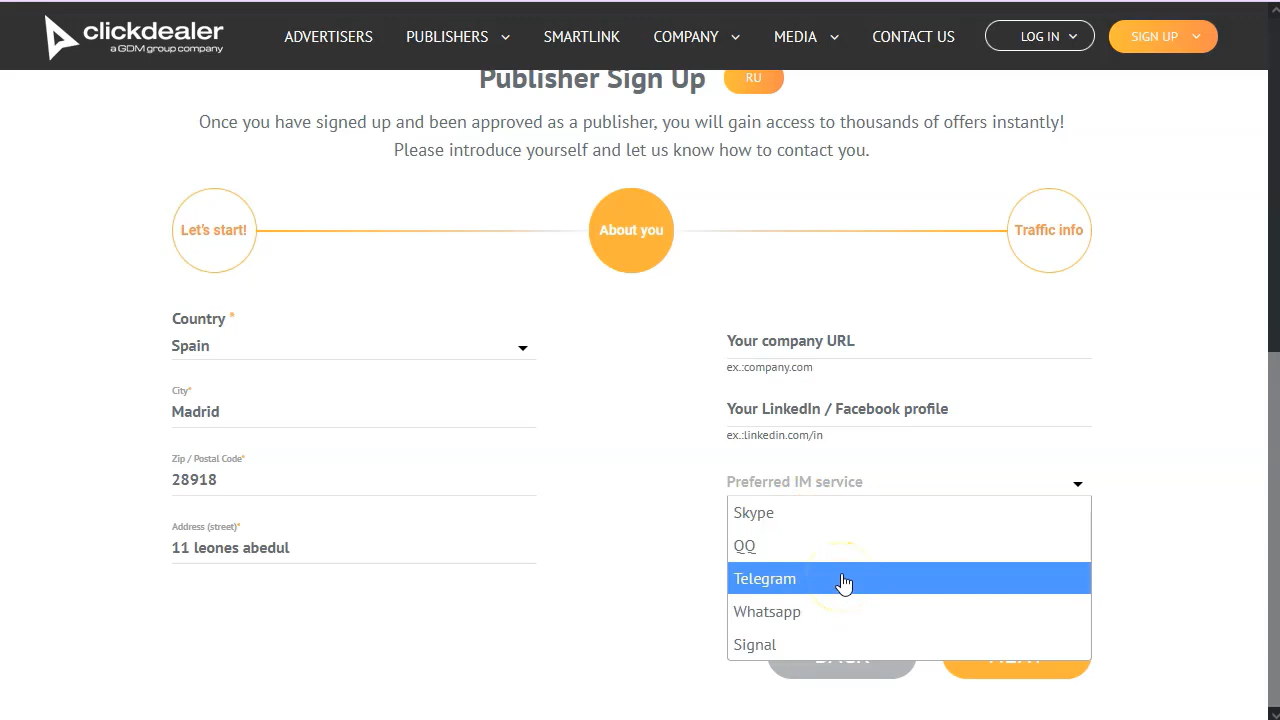 clickdealer
a GDM group company
ADVERTISERS
PUBLISHERS
SMARTLINK
COMPANY
MEDIA
CONTACT US
LOG IN
SIGN UP
Publisher Sign Up
RU
Once you have signed up and been approved as a publisher, you will gain access to thousands of offers instantly!
Please introduce yourself and let us know how to contact you.
Let's start!
About you
Traffic info
Country *
Spain
City*
Madrid
Zip / Postal Code*
28918
Address (street)*
11 leones abedul
Your company URL
ex.:company.com
Your LinkedIn / Facebook profile
ex.:linkedin.com/in
Preferred IM service
Skype
QQ
Telegram
Whatsapp
Signal